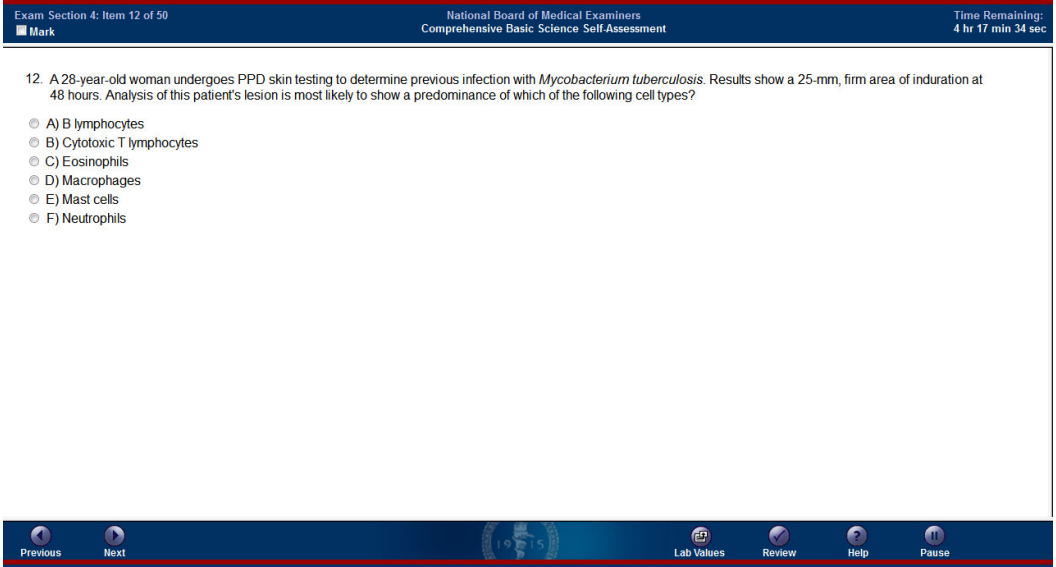 Exam Section 4: Item 12 of 50
National Board of Medical Examiners
Time Remaining:
Mark
Comprehensive Basic Science Self-Assessment
4 hr 17 min 34 sec
12. A 28-year-old woman undergoes PPD skin testing to determine previous infection with Mycobacterium tuberculosis. Results show a 25-mm, firm area of induration at
48 hours. Analysis of this patient's lesion is most likely to show a predominance of which of the following cell types?
A) B lymphocytes
B) Cytotoxic T lymphocytes
C) Eosinophils
D) Macrophages
E) Mast cells
F) Neutrophils
1915
Previous
Next
Lab Values
Review
Help
Pause